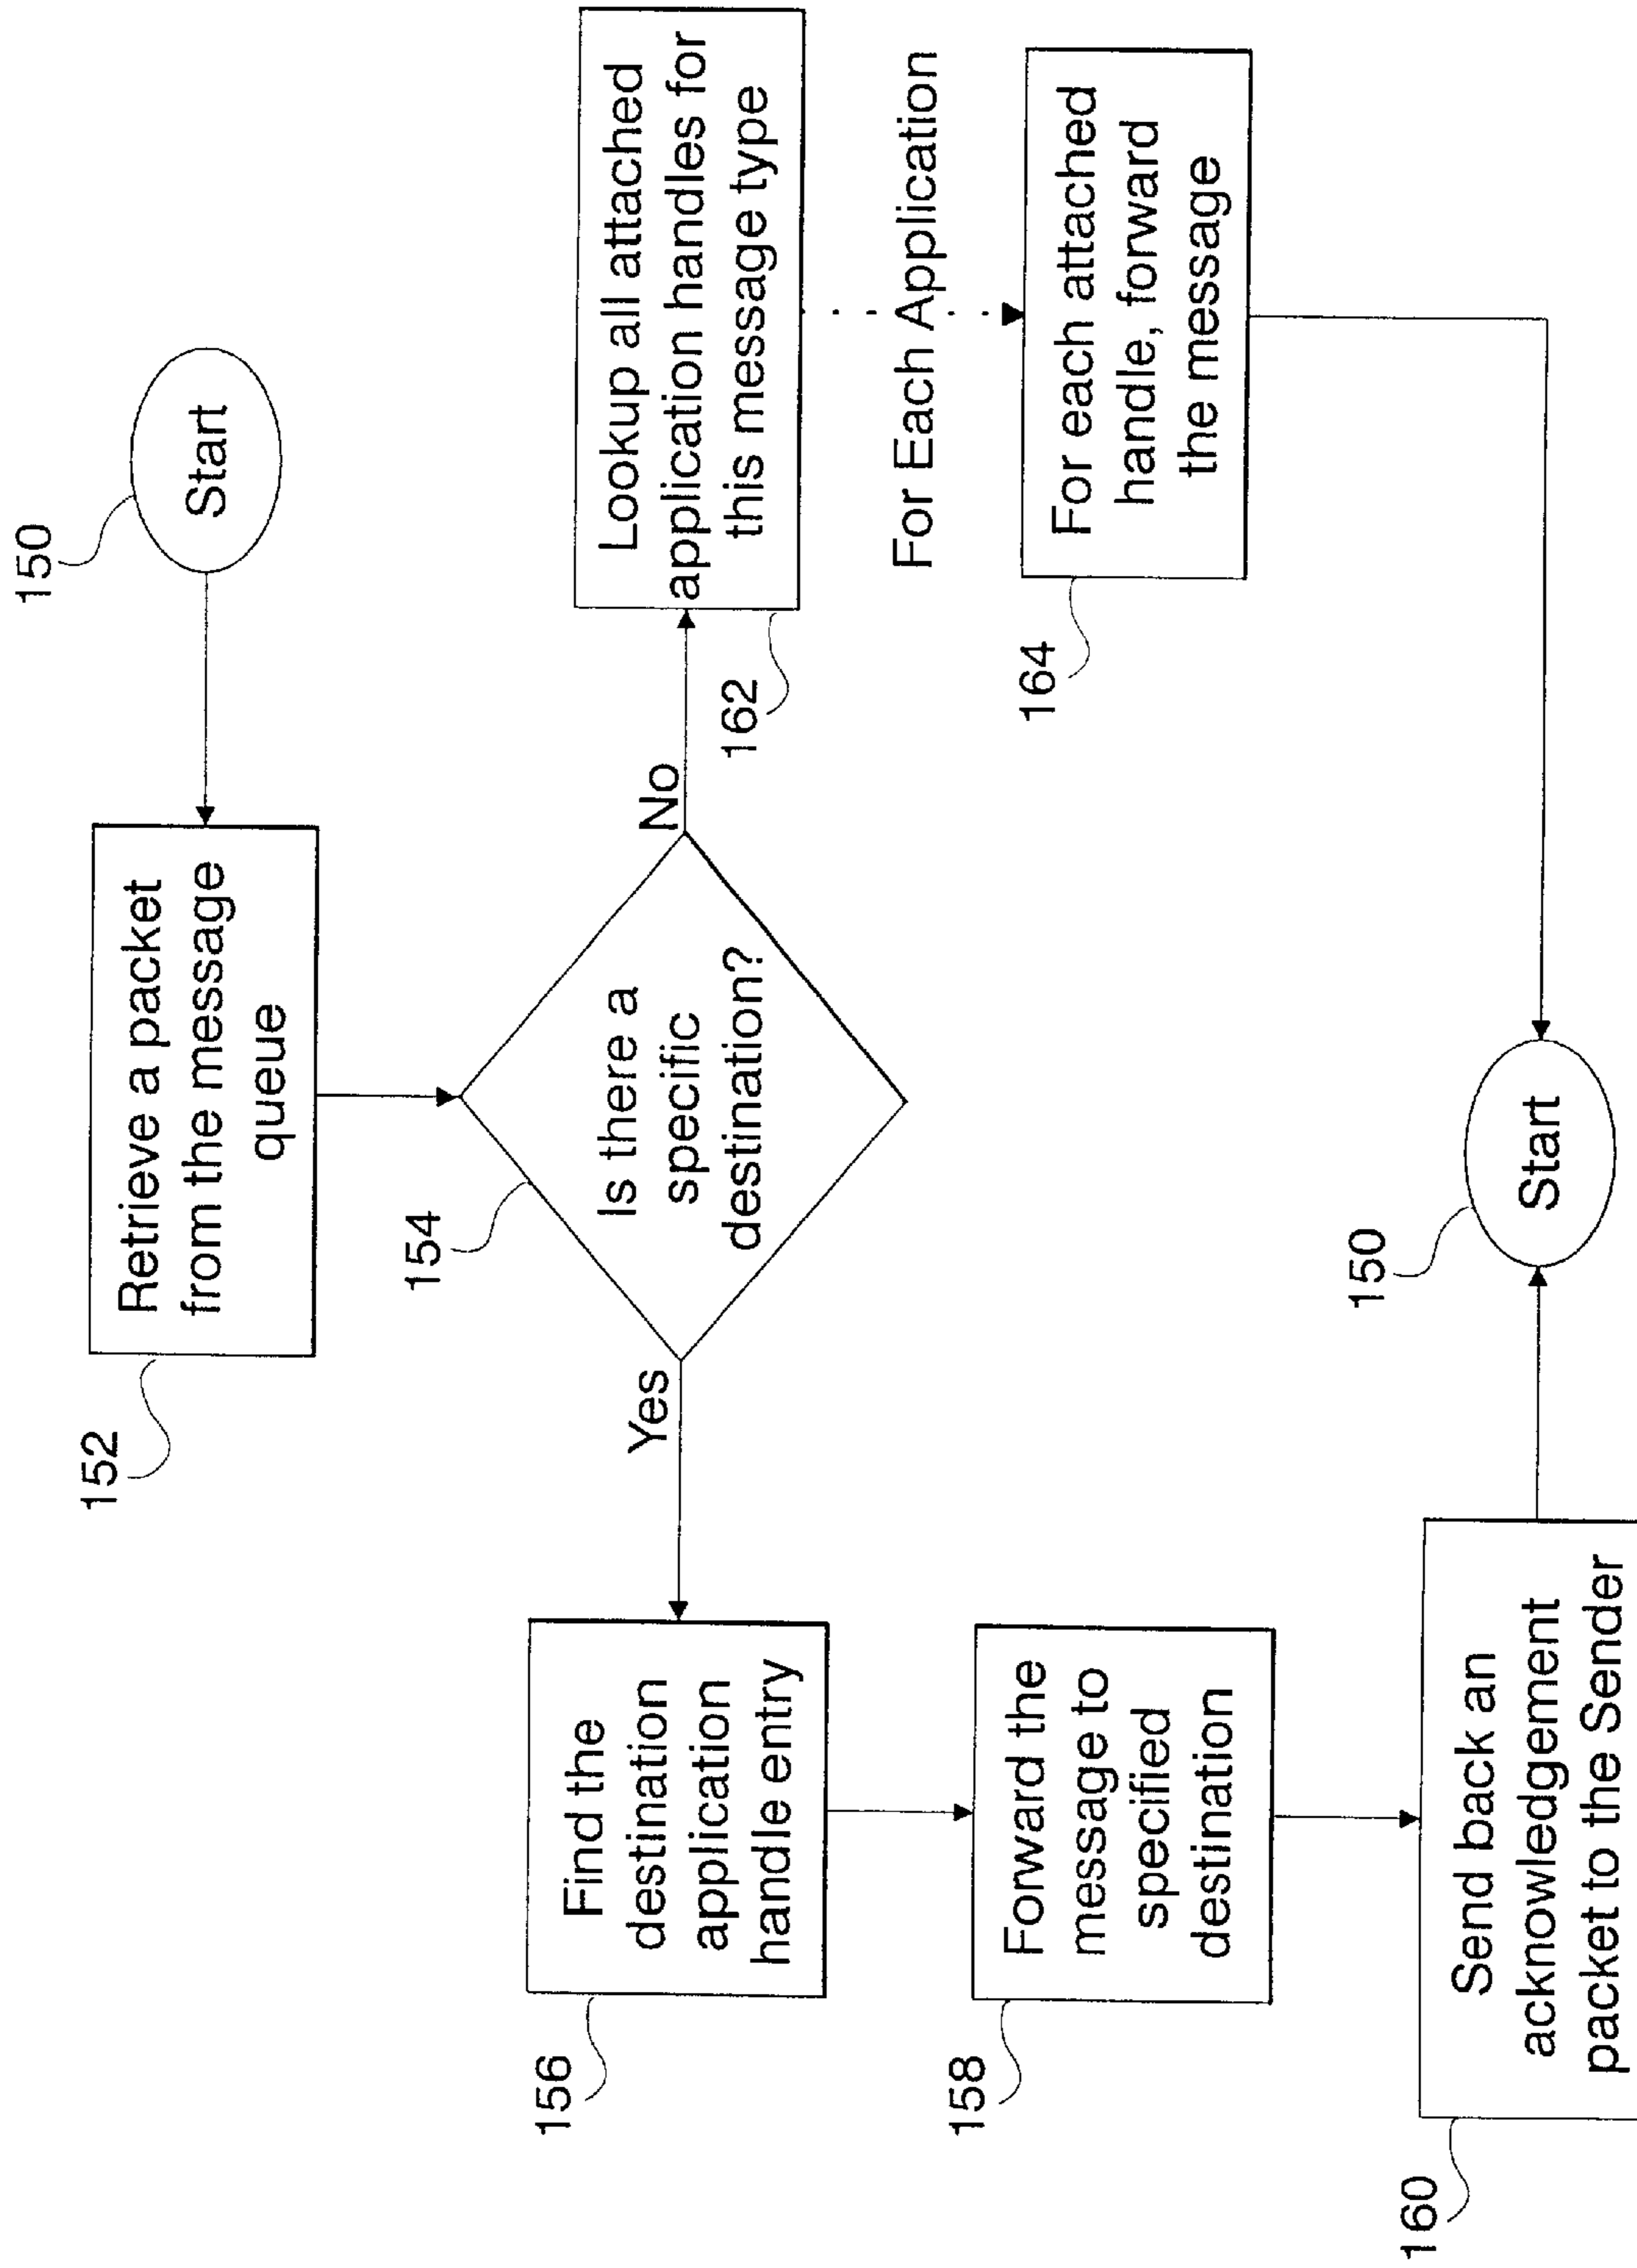 150
Start
152
Retrieve a packet
from the message
queue
154
Is there a
specific
destination?
Yes
No
156
Find the
destination
application
handle entry
162
Lookup all attached
application handles for
this message type
For Each Application
158
Forward the
message to
specified
destination
164
For each attached
handle, forward
the message
160
Send back an
acknowledgement
packet to the Sender
150
Start